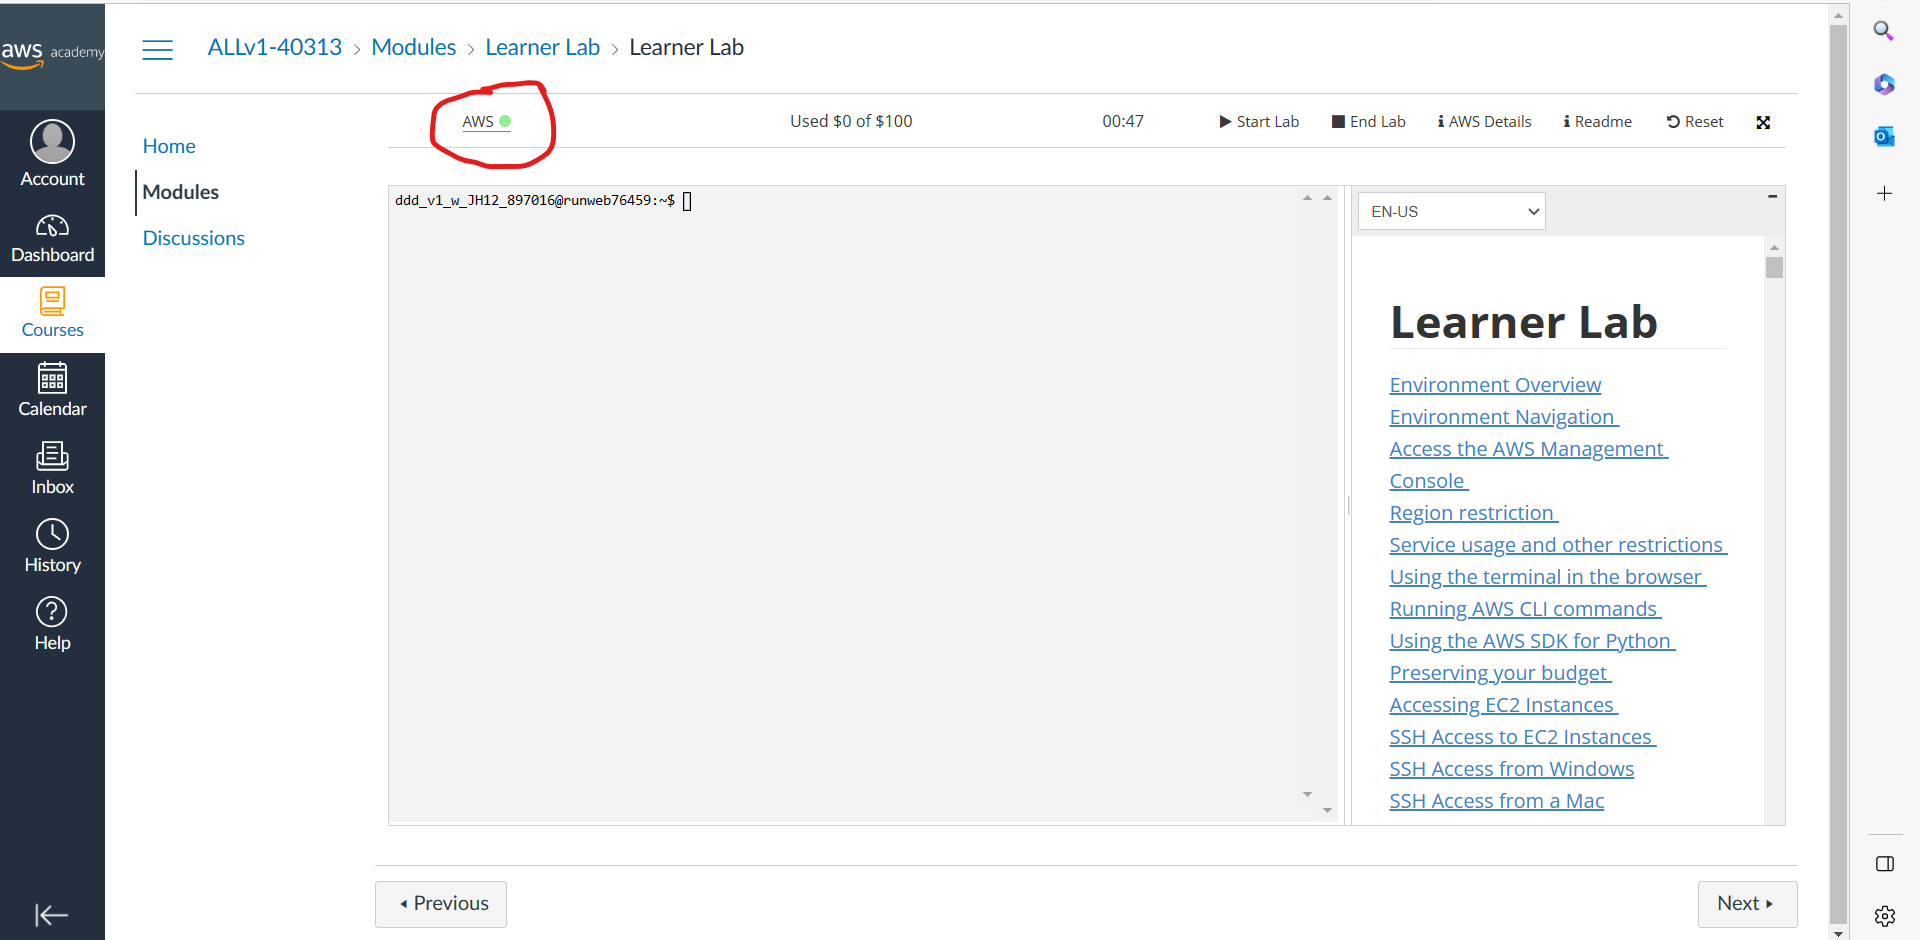 aws academy
Account
Dashboard
Courses
Calendar
Inbox
History
Help
ALLv1-40313 > Modules > Learner Lab > Learner Lab
Home
Modules
Discussions
AWS Used $0 of $100 00:47 Start Lab End Lab AWS Details Readme Reset
ddd_v1_w_JH12_897016@runweb76459:~$
EN-US
Learner Lab
Environment Overview
Environment Navigation
Access the AWS Management
Console
Region restriction
Service usage and other restrictions
Using the terminal in the browser
Running AWS CLI commands
Using the AWS SDK for Python
Preserving your budget
Accessing EC2 Instances
SSH Access to EC2 Instances
SSH Access from Windows
SSH Access from a Mac
Previous
Next